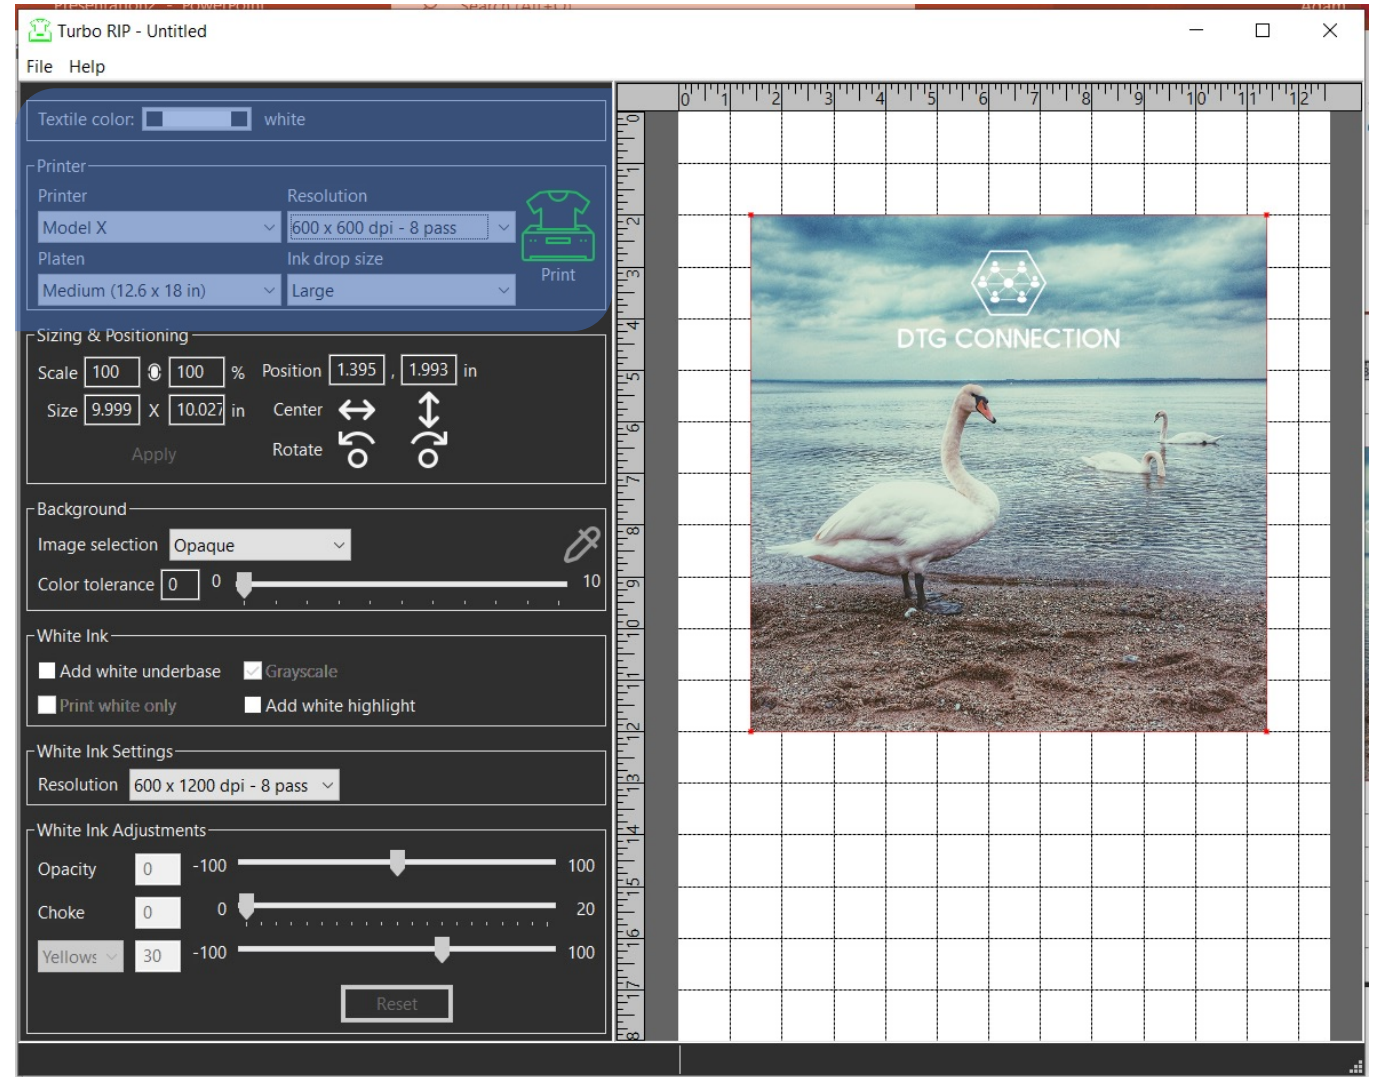 Presentation2 - PowerPoint Search (Alt+Q) Adam
Turbo RIP - Untitled
File Help
Textile color: white
Printer
Printer Resolution
Model X 600 x 600 dpi - 8 pass
Platen Ink drop size
Print
Medium (12.6 x 18 in) Large
Sizing & Positioning
Scale 100 100 % Position 1.395 , 1.993 in
Size 9.999 X 10.027 in Center
Rotate
Apply
Background
Image selection Opaque
Color tolerance 0 0 10
White Ink
Add white underbase Grayscale
Print white only Add white highlight
White Ink Settings
Resolution 600 x 1200 dpi - 8 pass
White Ink Adjustments
Opacity 0 -100 100
Choke 0 0 20
Yellows 30 -100 100
Reset
0 1 2 3 4 5 6 7 8 9 10 11 12
0
1
2
3
4
5
6
7
8
9
10
11
12
13
14
15
16
17
8
DTG CONNECTION